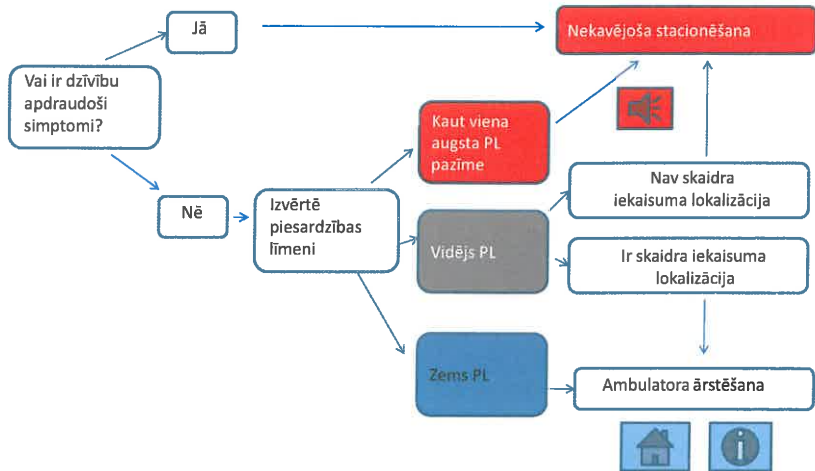 Jā
Nekavējoša stacionēšana
Vai ir dzīvību
apdraudoši
simptomi?
Kaut viena
augsta PL
pazīme
Nav skaidra
iekaisuma lokalizācija
Nē
Izvērtē
piesardzības
līmeni
Vidējs PL
Ir skaidra iekaisuma
lokalizācija
Zems PL
Ambulatora ārstēšana